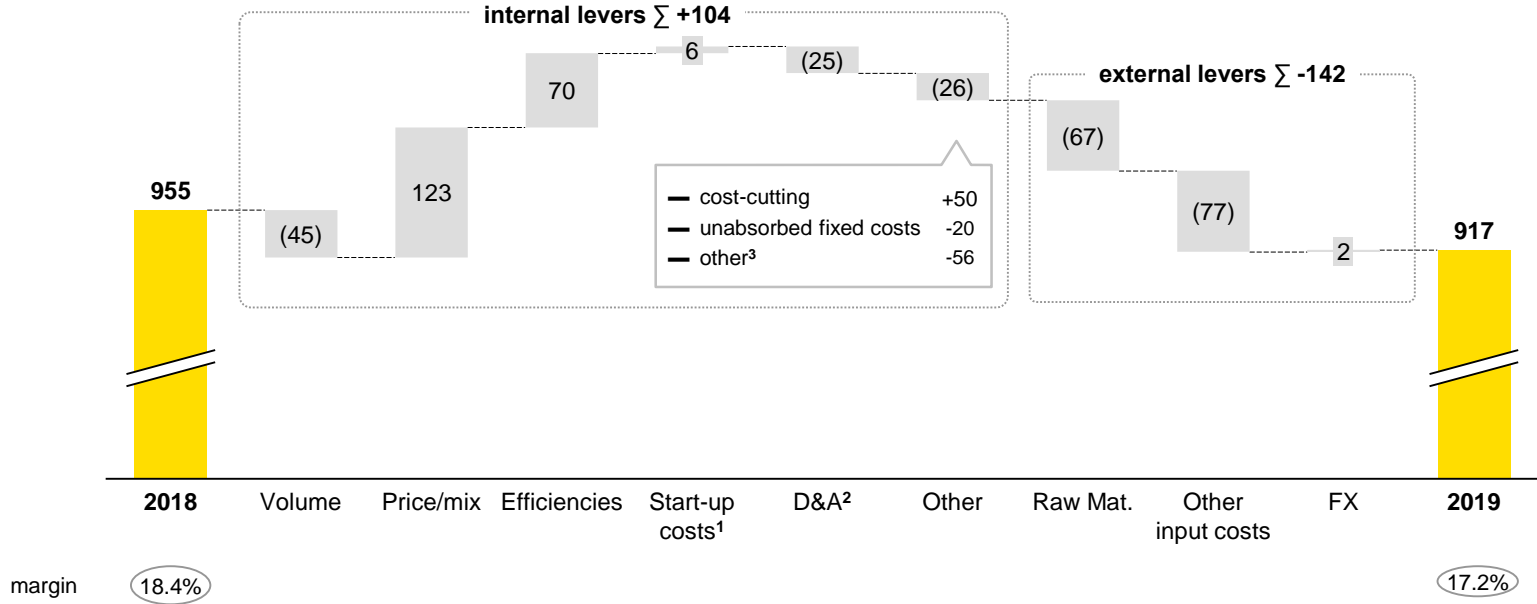 internal levers ∑ +104
external levers ∑ -142
955
(45)
123
70
6
(25)
(26)
(67)
(77)
2
917
cost-cutting +50
unabsorbed fixed costs -20
other³ -56
2018 Volume Price/mix Efficiencies Start-up costs¹ D&A² Other Raw Mat. Other input costs FX 2019
margin 18.4% 17.2%